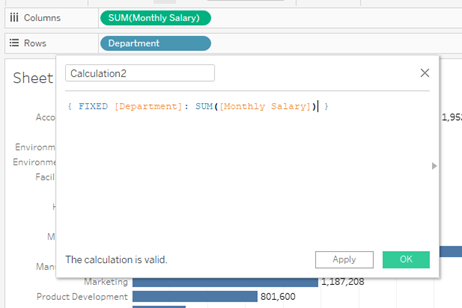 Columns SUM(Monthly Salary)
Rows Department
Sheet
Calculation2
{ FIXED [Department]: SUM([Monthly Salary]) }
Acco
1,95
Environm
Environme
Facil
H
M
Man
The calculation is valid.
Apply OK
Marketing 1,187,208
Product Development 801,600